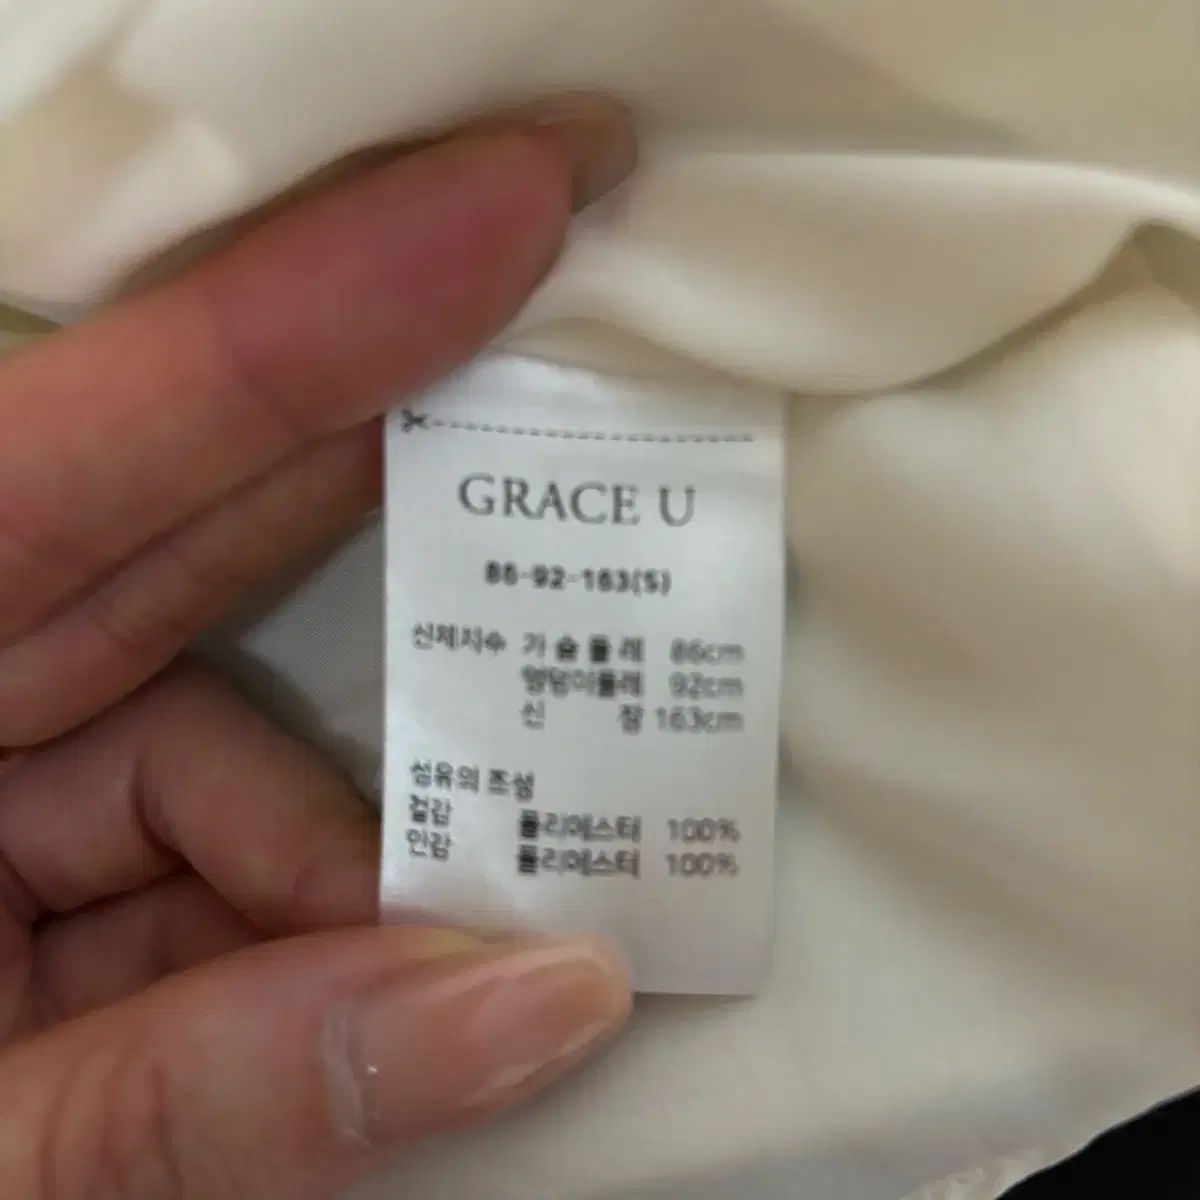 GRACE U
86-92-163(S)
신체치수 가슴둘레 86cm
엉덩이둘레 92cm
신 장 163cm
섬유의 조성
겉감 폴리에스터 100%
안감 폴리에스터 100%